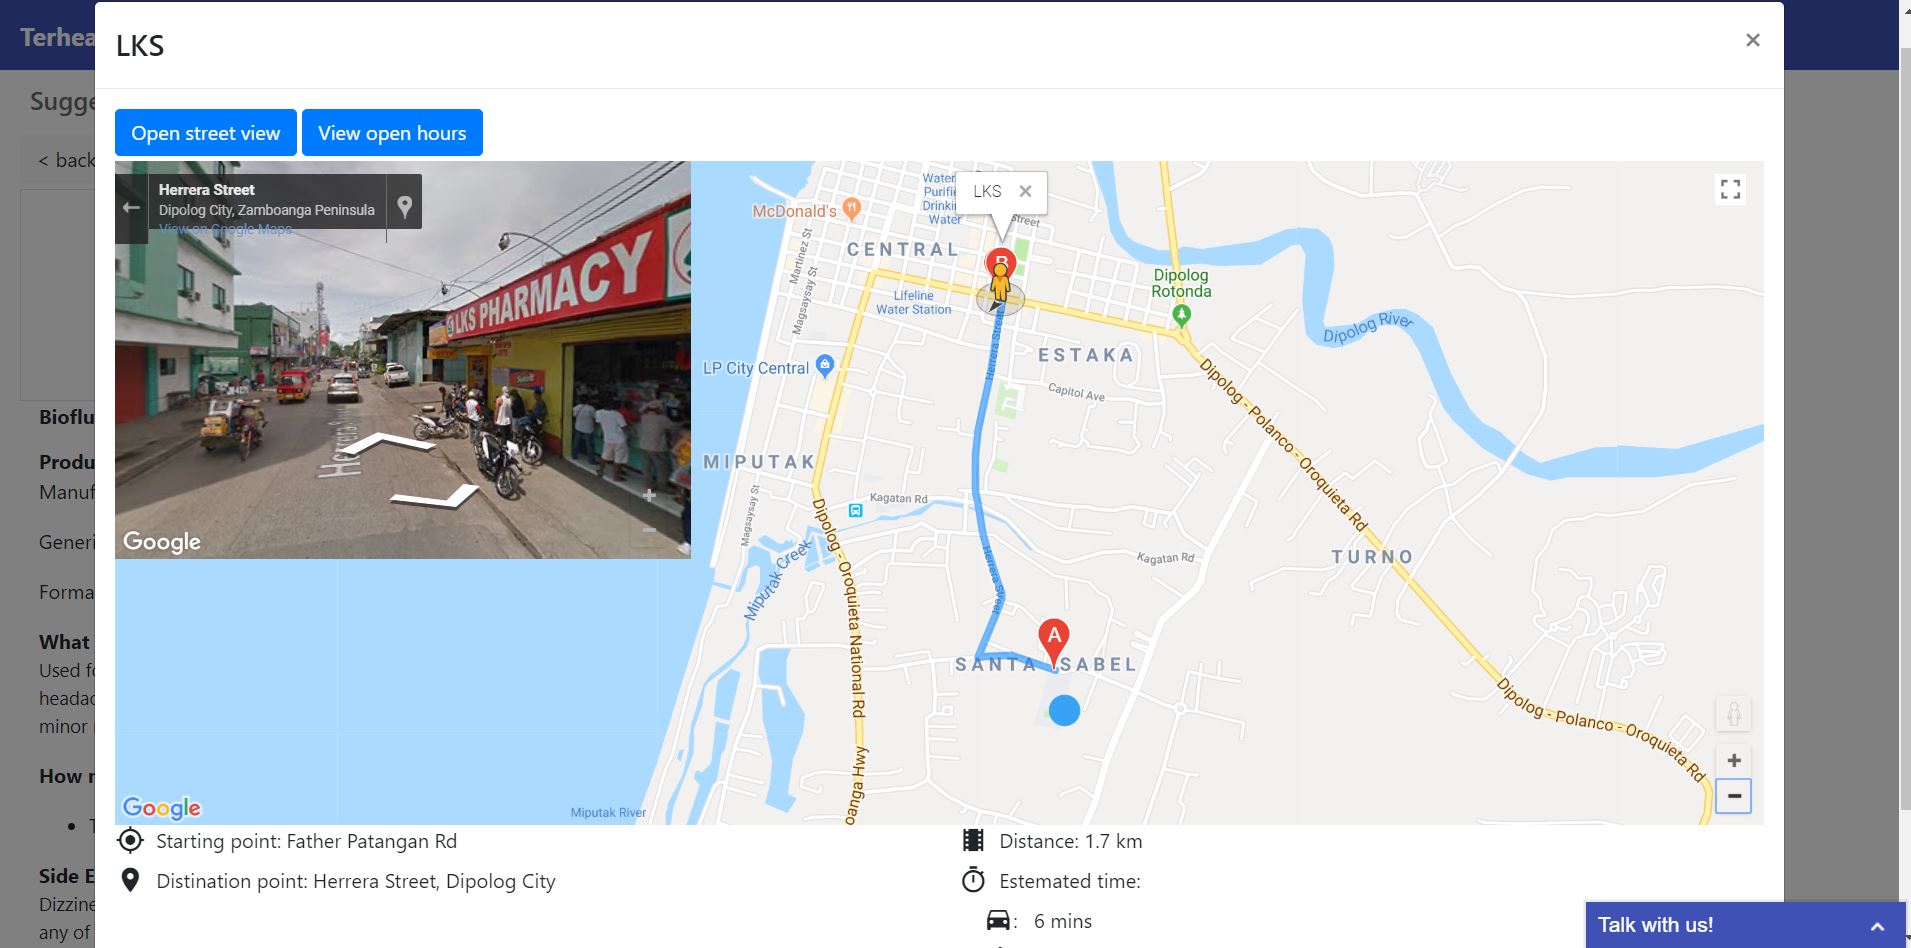 Terhea
LKS
×
Sugge
Open street view
View open hours
< back
Herrera Street
Dipolog City, Zamboanga Peninsula
View on Google Maps
LKS PHARMACY
Herrera
Google
Water
Purifi
Drinki
Water
LKS ×
Street
McDonald's
CENTRAL
Martinez St
Magsaysay St
Lifeline
Water Station
Dipolog
Rotonda
Dipolog River
Herrera Street
ESTAKA
LP City Central
Capitol Ave
Dipolog - Polanco - Oroquieta Rd
MIPUTAK
Magsaysay St
Kagatan Rd
Dipolog - Oroquieta National Rd
Kagatan Rd
TURNO
Miputak Creek
Herrera Street
A
SANTA ISABEL
Dipolog - Polanco - Oroquieta Rd
oanga Hwy
Google
Miputak River
Bioflu
Produ
Manuf
Generi
Forma
What
Used fo
headac
minor
How
Side E
Dizzine
any of
Starting point: Father Patangan Rd
Distination point: Herrera Street, Dipolog City
Distance: 1.7 km
Estemated time:
: 6 mins
Talk with us!